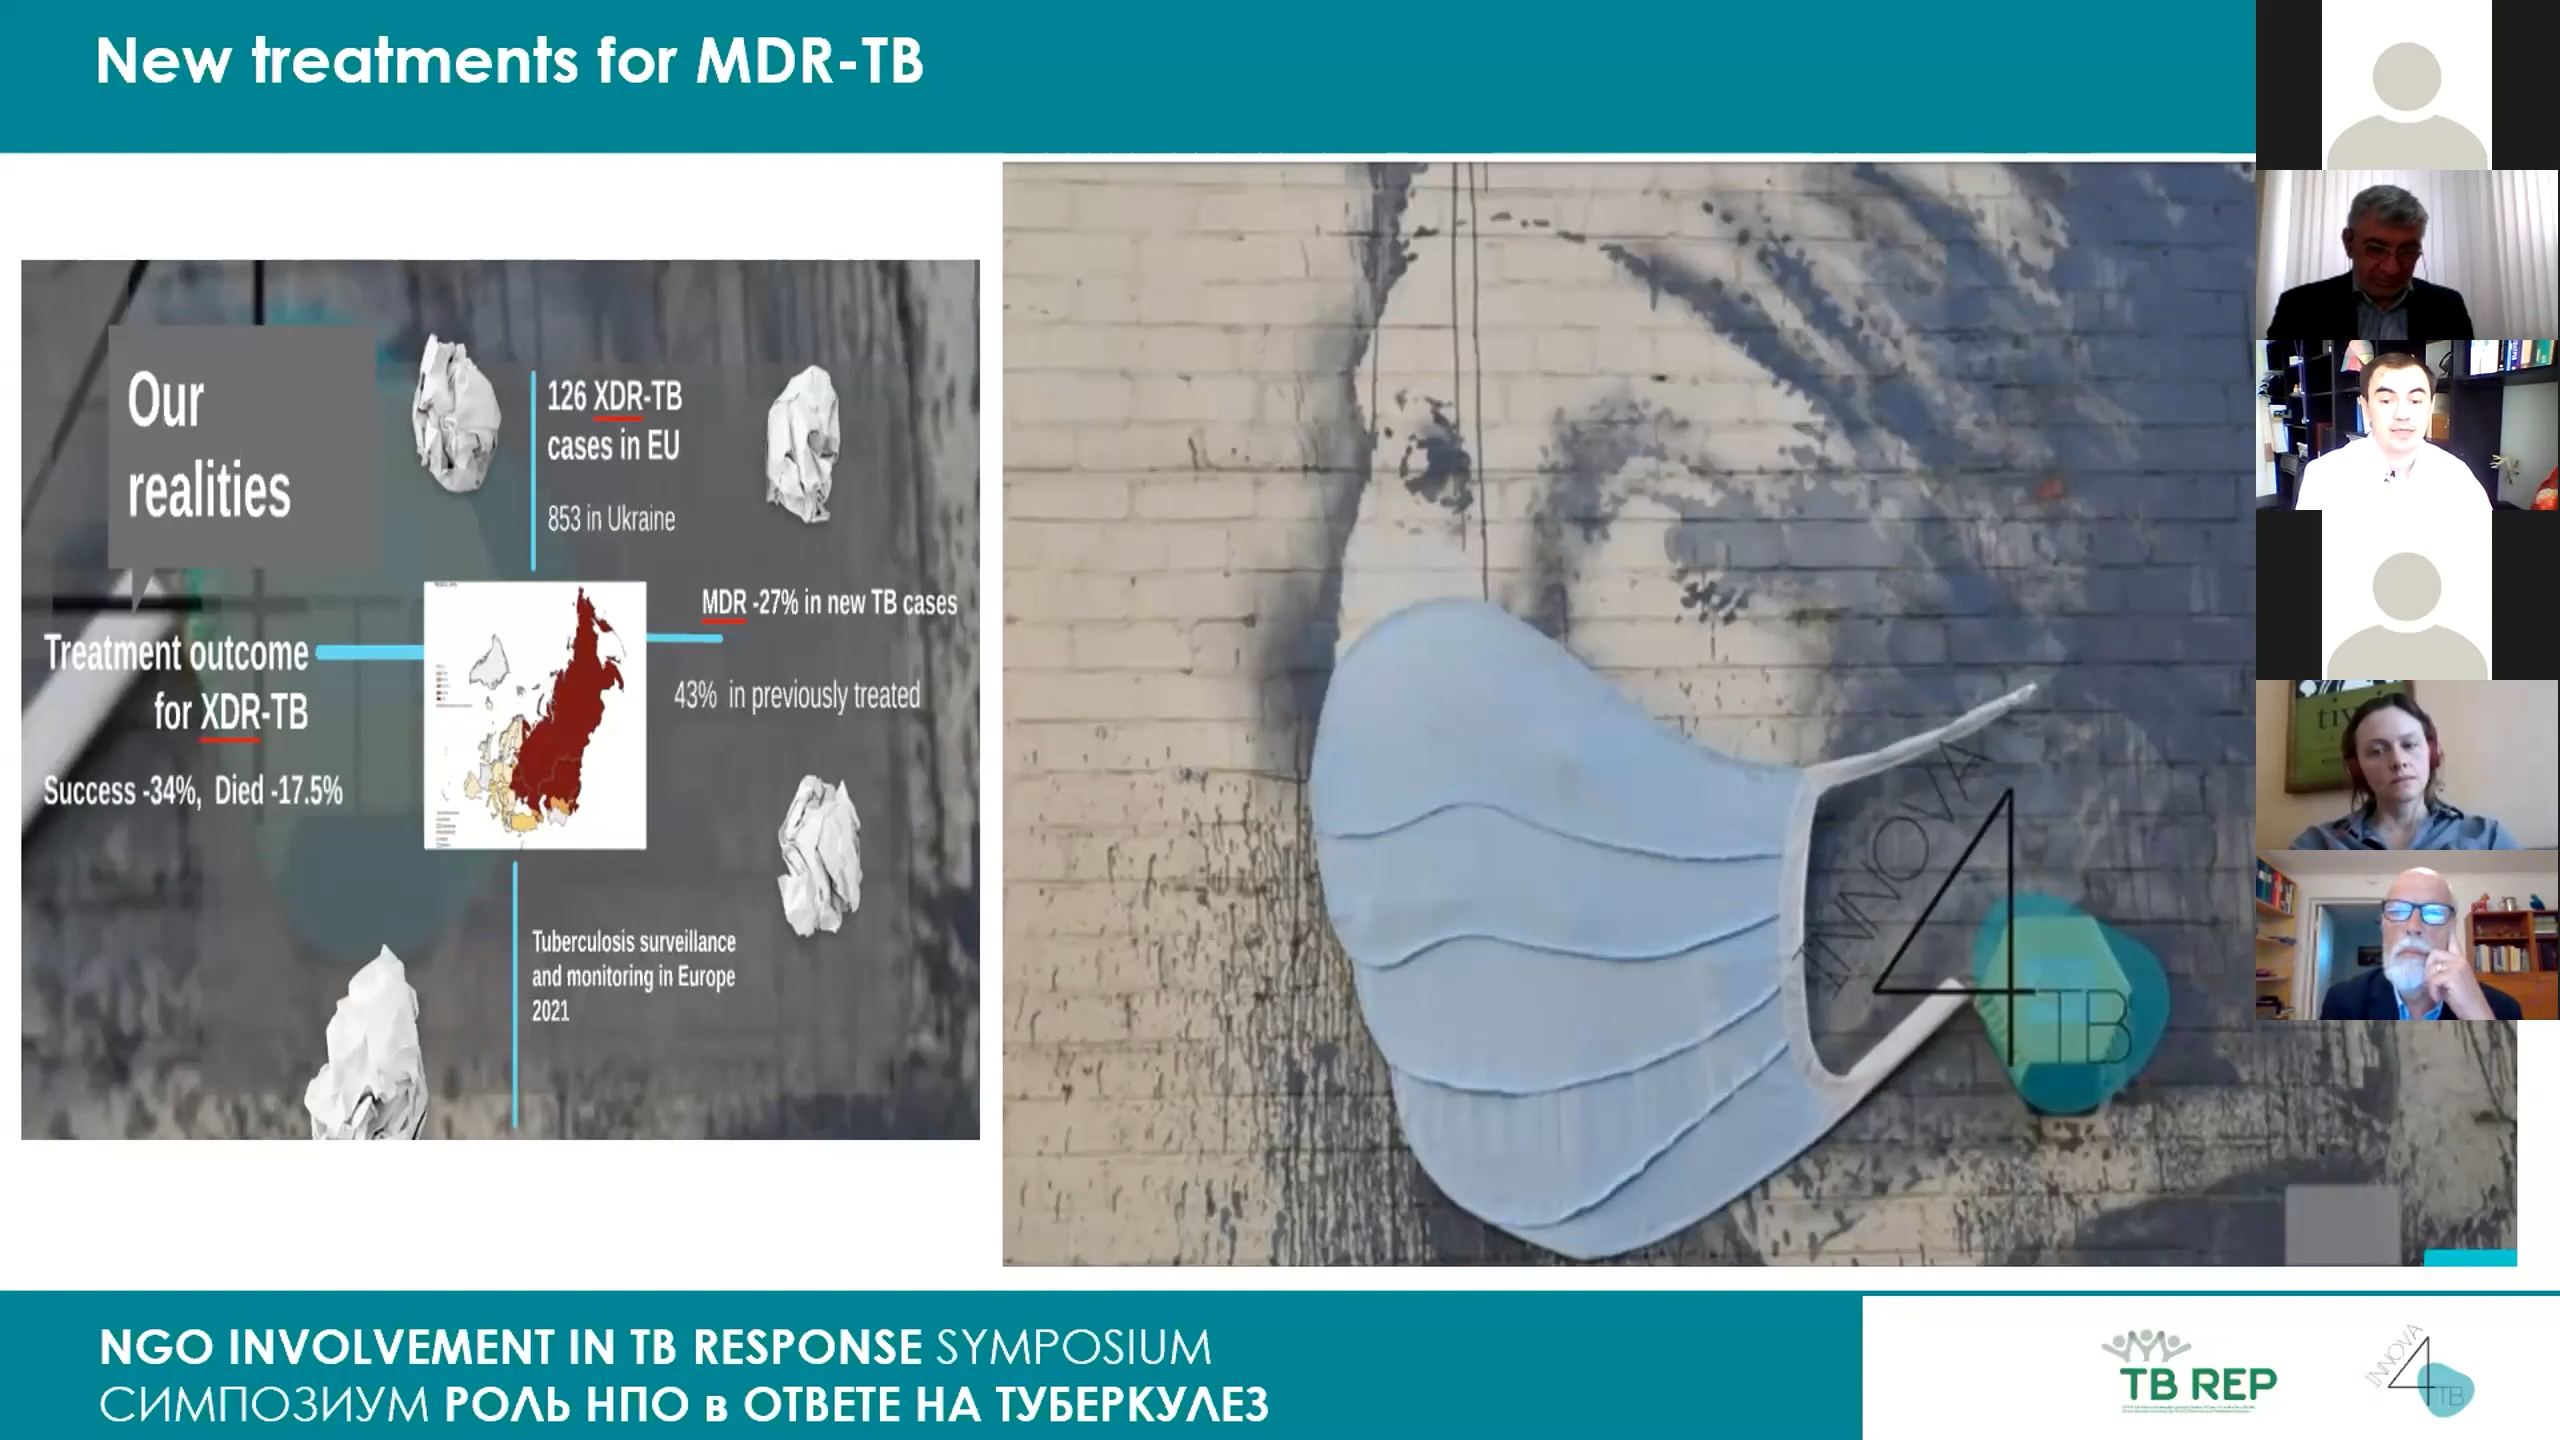 New treatments for MDR-TB
Our
realities
126 XDR-TB
cases in EU
853 in Ukraine
MDR -27% in new TB cases
43% in previously treated
Treatment outcome
for XDR-TB
Success -34%, Died -17.5%
Tuberculosis surveillance
and monitoring in Europe
2021
INNOVA
4
TB
NGO INVOLVEMENT IN TB RESPONSE SYMPOSIUM
СИМПОЗИУМ РОЛЬ НПО в ОТВЕТЕ НА ТУБЕРКУЛЕЗ
TB REP
INNOVA
4
TB